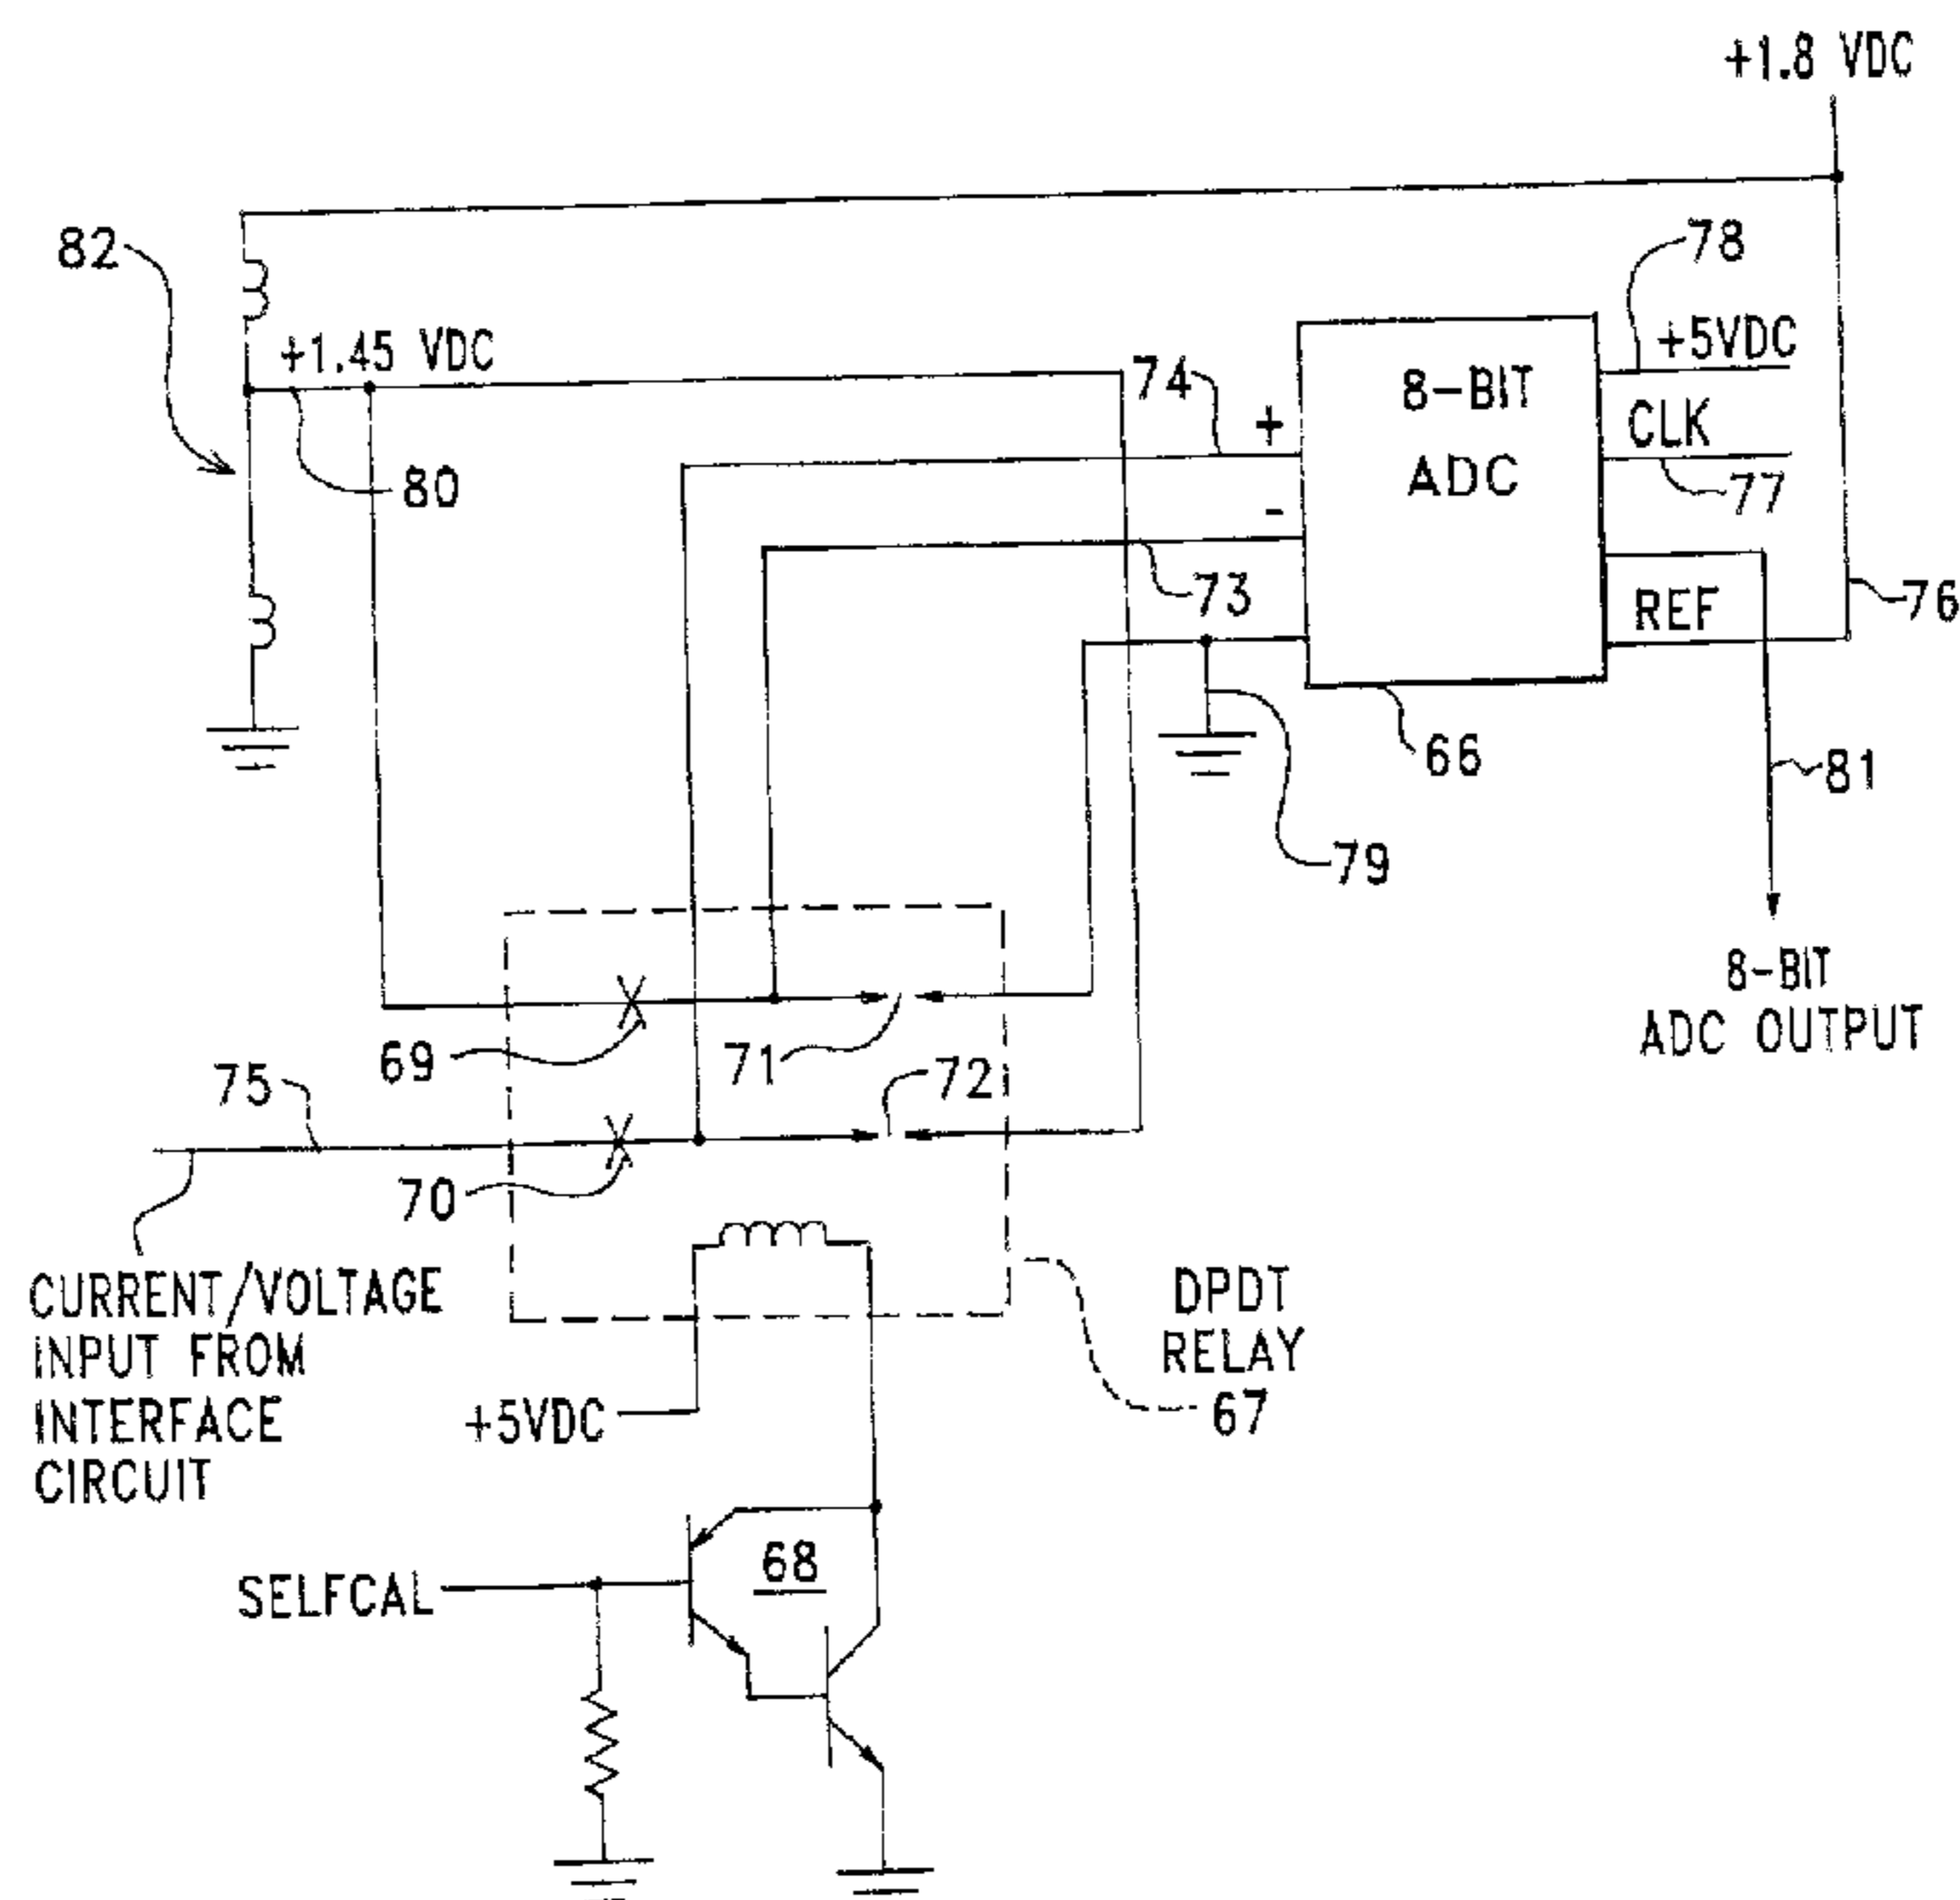 +1.8 VDC
82
78
+1.45 VDC
+5VDC
74
8-BIT
ADC
+
CLK
80
-
77
73
REF
76
66
81
79
8-BIT
ADC OUTPUT
69
71
72
75
70
CURRENT/VOLTAGE
INPUT FROM
INTERFACE
CIRCUIT
DPDT
RELAY
67
+5VDC
68
SELFCAL